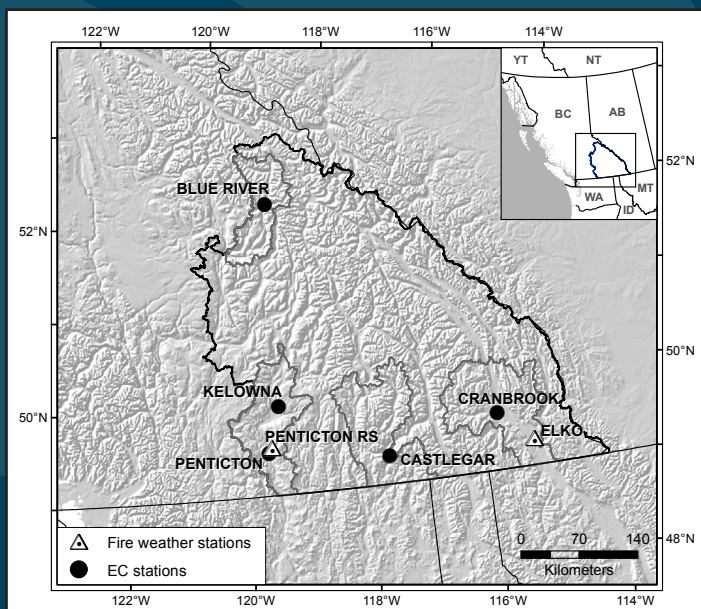 122°W 120°W 118°W 116°W 114°W
YT NT
BC AB
WA ID MT
52°N
BLUE RIVER
52°N
50°N
KELOWNA
CRANBROOK
50°N
PENTICTON RS
ELKO
PENTICTON
CASTLEGAR
Fire weather stations
EC stations
0 70 140
Kilometers
48°N
122°W 120°W 118°W 116°W 114°W